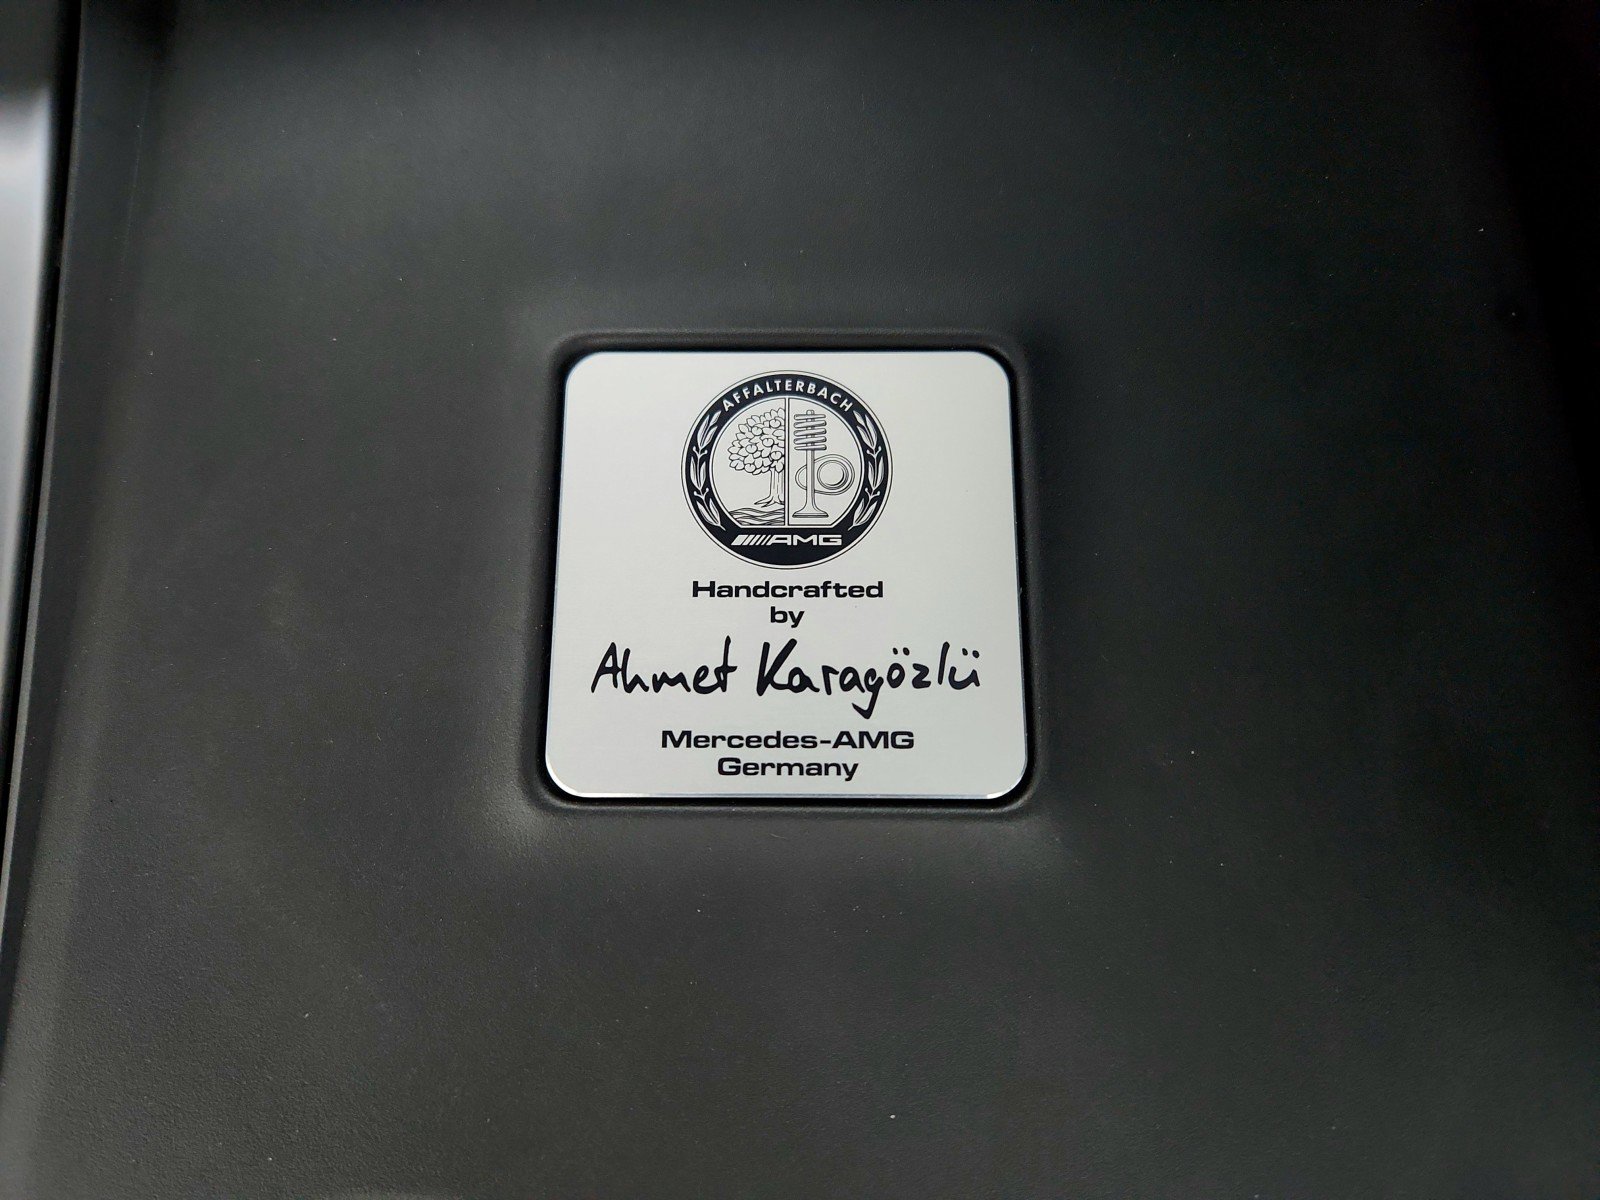 AFFALTERBACH
AMG
Handcrafted
by
Ahmet Karagözlü
Mercedes-AMG
Germany